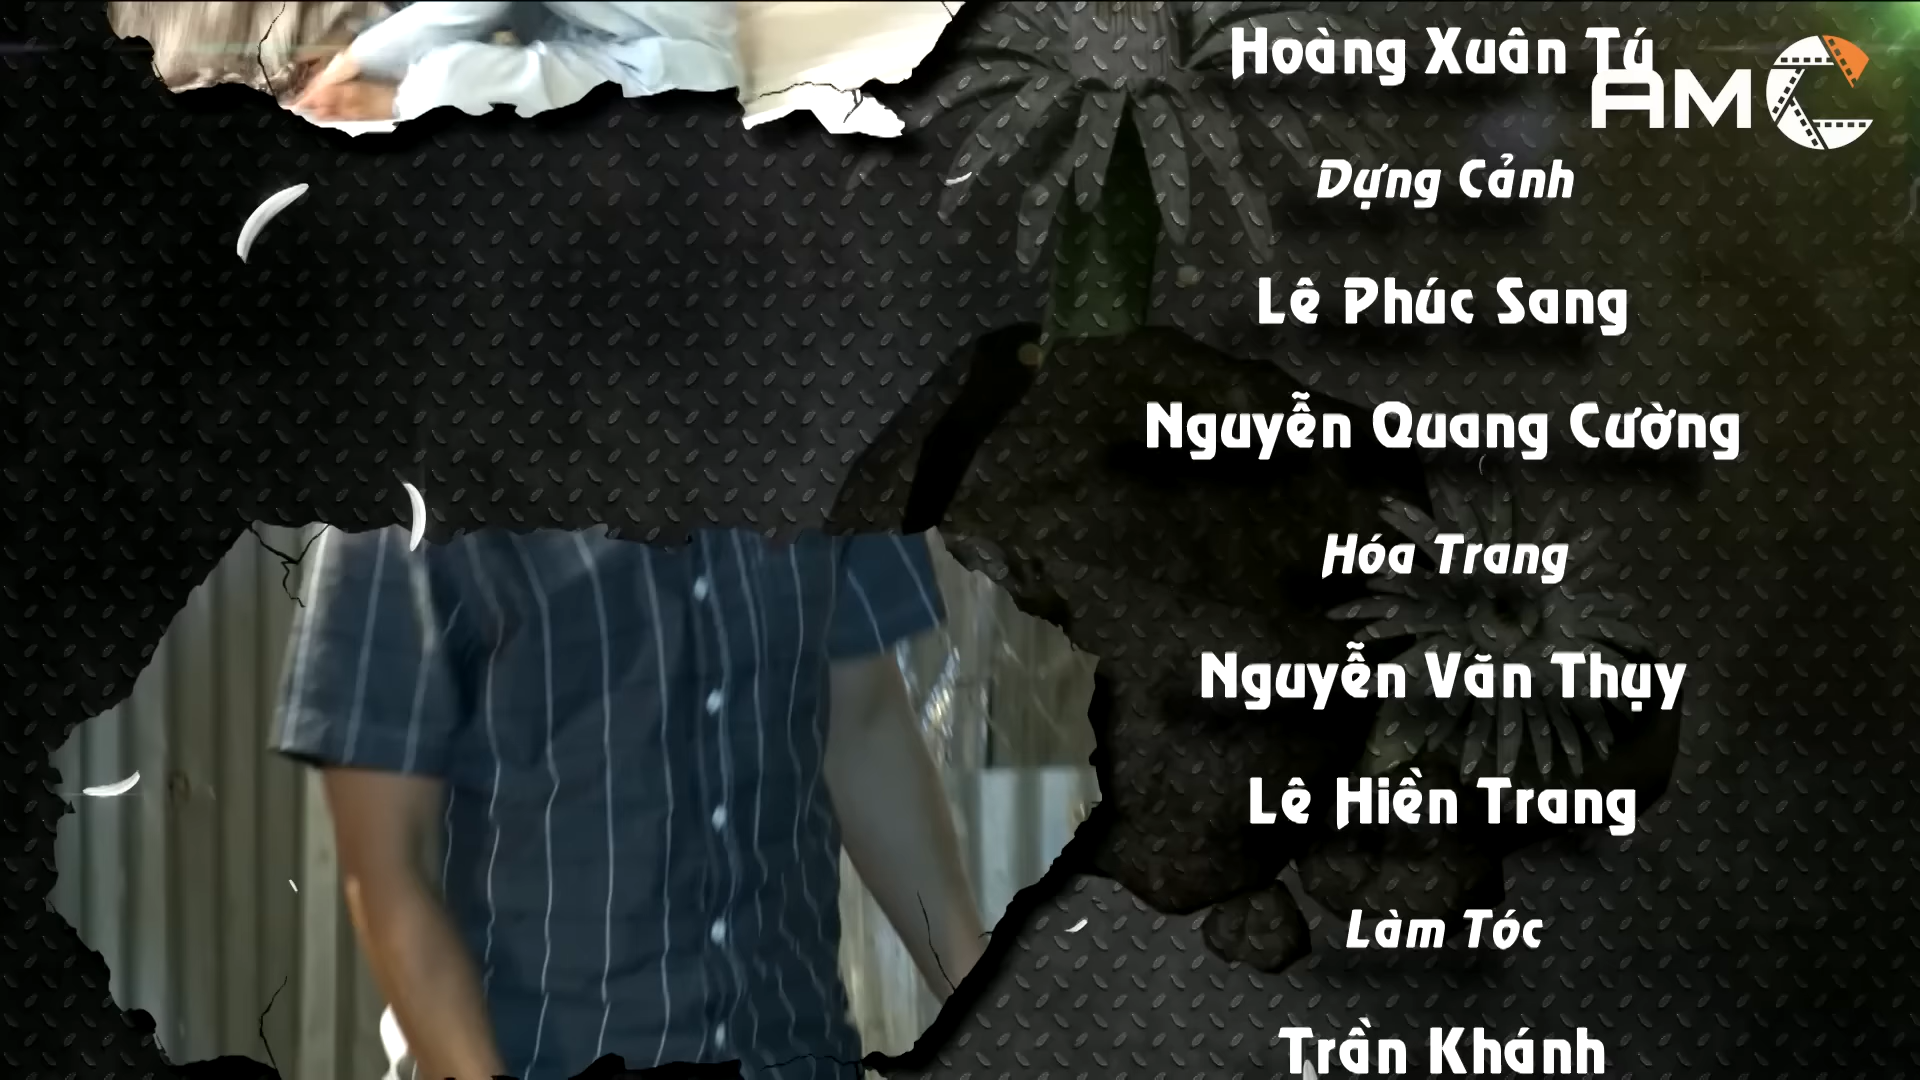 Hoàng Xuân Tú
AMC
Dựng Cảnh
Lê Phúc Sang
Nguyễn Quang Cường
Hóa Trang
Nguyễn Văn Thụy
Lê Hiền Trang
Làm Tóc
Trần Khánh